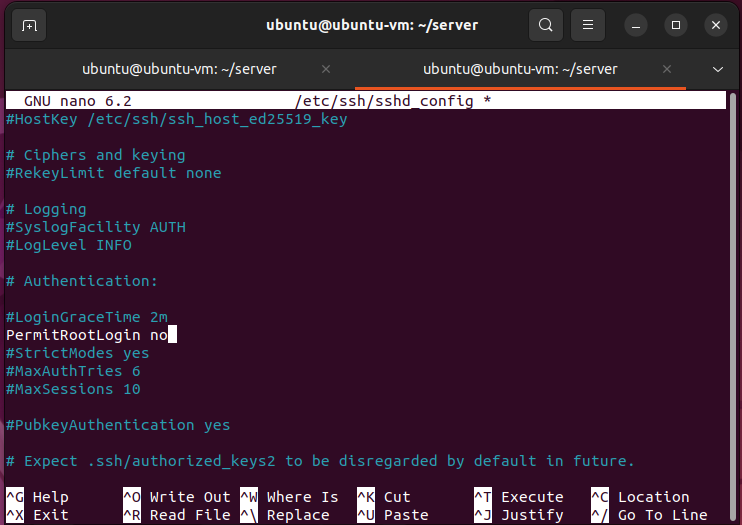 ubuntu@ubuntu-vm: ~/server
ubuntu@ubuntu-vm: ~/server
ubuntu@ubuntu-vm: ~/server
GNU nano 6.2 /etc/ssh/sshd_config *
#HostKey /etc/ssh/ssh_host_ed25519_key
# Ciphers and keying
#RekeyLimit default none
# Logging
#SyslogFacility AUTH
#LogLevel INFO
# Authentication:
#LoginGraceTime 2m
PermitRootLogin no
#StrictModes yes
#MaxAuthTries 6
#MaxSessions 10
#PubkeyAuthentication yes
# Expect .ssh/authorized_keys2 to be disregarded by default in future.
^G Help ^O Write Out ^W Where Is ^K Cut ^T Execute ^C Location
^X Exit ^R Read File ^\ Replace ^U Paste ^J Justify ^/ Go To Line